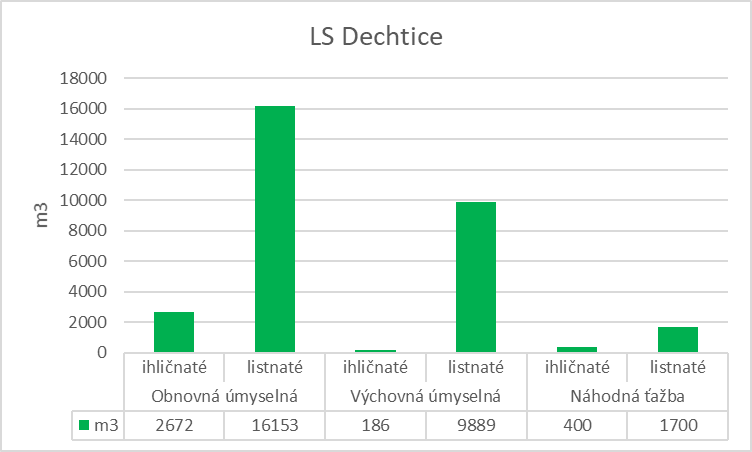 LS Dechtice
18000
16000
14000
12000
10000
8000
6000
4000
2000
0
m3
ihličnaté listnaté ihličnaté listnaté ihličnaté listnaté
Obnovná úmyselná Výchovná úmyselná Náhodná ťažba
m3 2672 16153 186 9889 400 1700